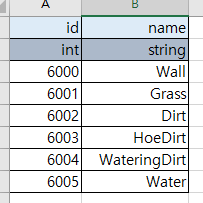 A B
id name
int string
6000 Wall
6001 Grass
6002 Dirt
6003 HoeDirt
6004 WateringDirt
6005 Water